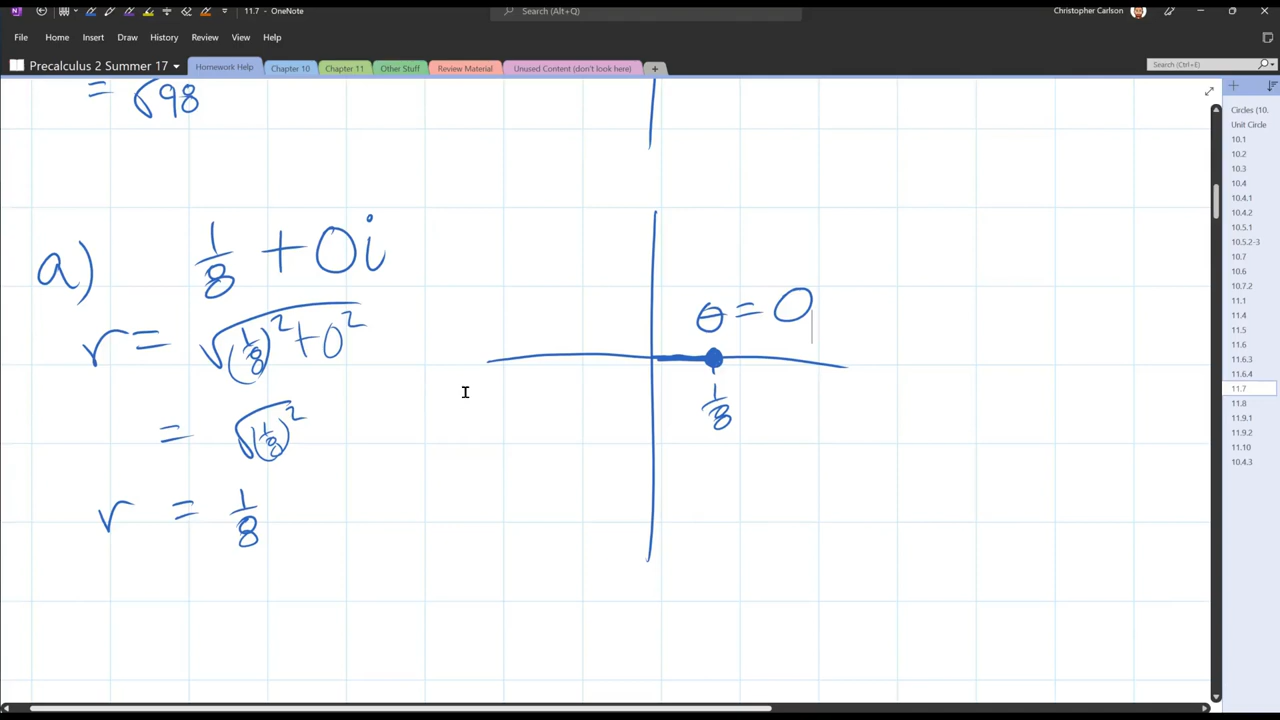 11.7 - OneNote
Search (Alt+Q)
Christopher Carlson
File Home Insert Draw History Review View Help
Precalculus 2 Summer 17
Homework Help Chapter 10 Chapter 11 Other Stuff Review Material Unused Content (don't look here) +
Search (Ctrl+E)
= √98
a) 1/8 + 0i
r = √((1/8)² + 0²)
= √(1/8)²
r = 1/8
θ = 0
1/8
Circles (10.
Unit Circle
10.1
10.2
10.3
10.4
10.4.1
10.4.2
10.5.1
10.5.2-3
10.7
10.6
10.7.2
11.1
11.4
11.5
11.6
11.6.3
11.6.4
11.7
11.8
11.9.1
11.9.2
11.10
10.4.3